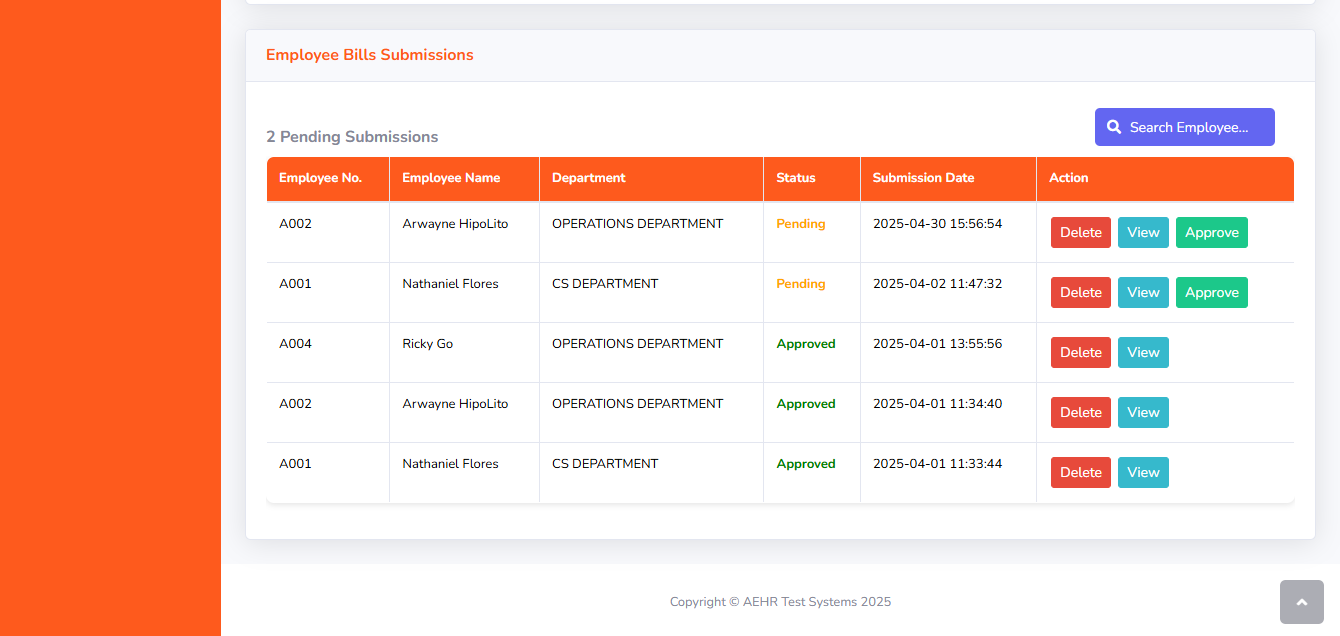 Employee Bills Submissions
2 Pending Submissions
Search Employee...
Employee No. Employee Name Department Status Submission Date Action
A002 Arwayne HipoLito OPERATIONS DEPARTMENT Pending 2025-04-30 15:56:54 Delete View Approve
A001 Nathaniel Flores CS DEPARTMENT Pending 2025-04-02 11:47:32 Delete View Approve
A004 Ricky Go OPERATIONS DEPARTMENT Approved 2025-04-01 13:55:56 Delete View
A002 Arwayne HipoLito OPERATIONS DEPARTMENT Approved 2025-04-01 11:34:40 Delete View
A001 Nathaniel Flores CS DEPARTMENT Approved 2025-04-01 11:33:44 Delete View
Copyright © AEHR Test Systems 2025